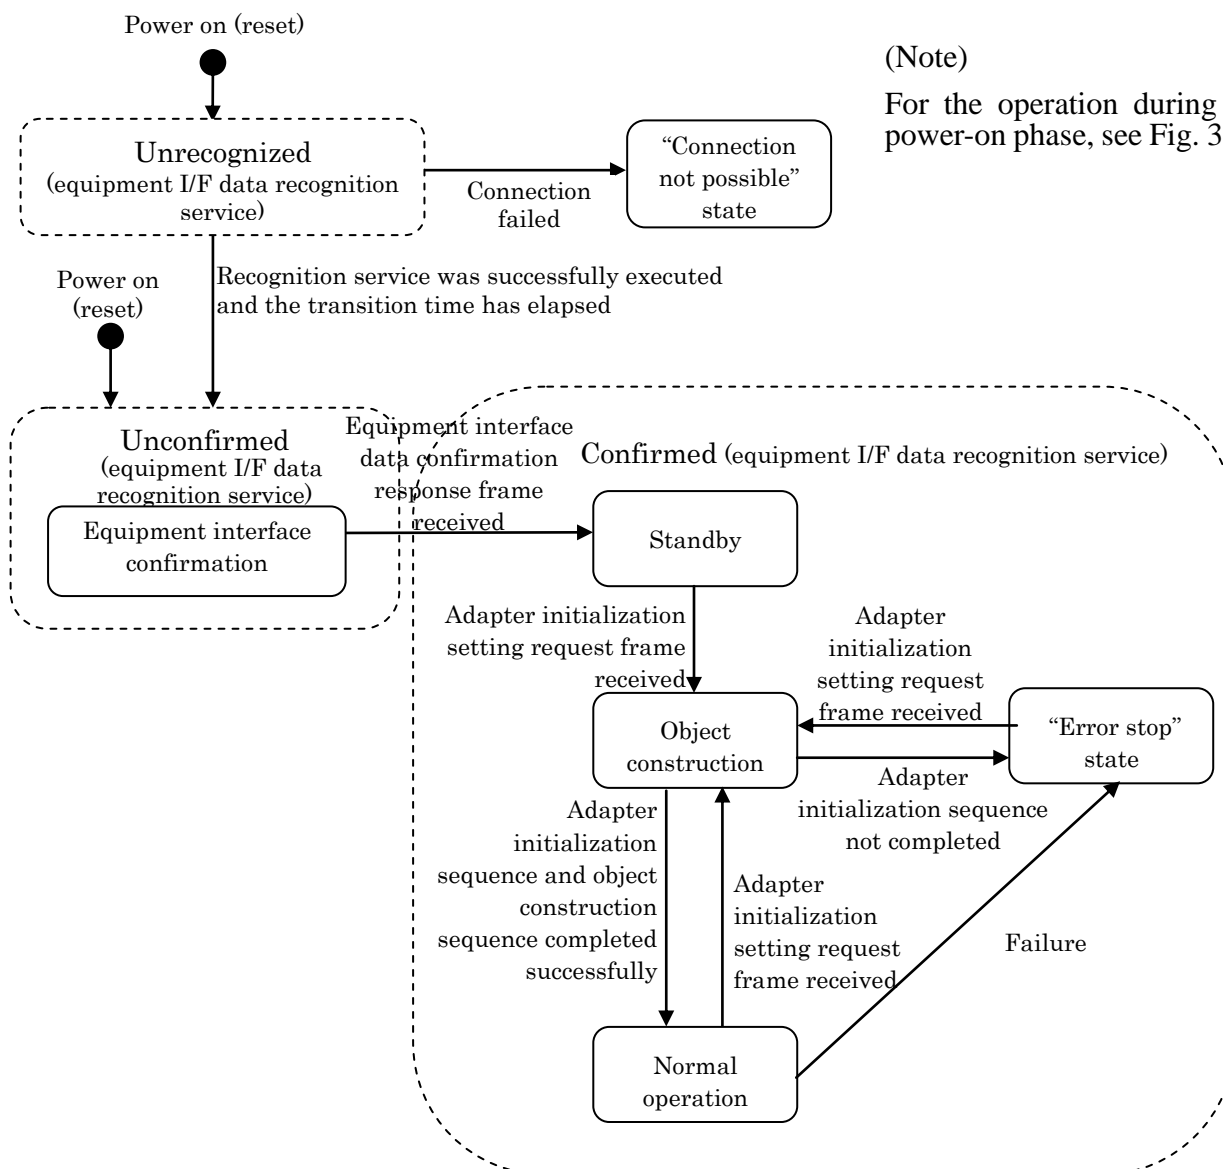 Power on (reset)
(Note)
For the operation during
power-on phase, see Fig. 3
Unrecognized
(equipment I/F data recognition
service)
Connection
failed
“Connection
not possible”
state
Power on
(reset)
Recognition service was successfully executed
and the transition time has elapsed
Unconfirmed
(equipment I/F data
recognition service)
Equipment interface
confirmation
Equipment interface
data confirmation
response frame
received
Confirmed (equipment I/F data recognition service)
Standby
Adapter initialization
setting request frame
received
Adapter
initialization
setting request
frame received
Object
construction
“Error stop”
state
Adapter
initialization sequence
not completed
Adapter
initialization
sequence and object
construction
sequence completed
successfully
Adapter
initialization
setting request
frame received
Failure
Normal
operation